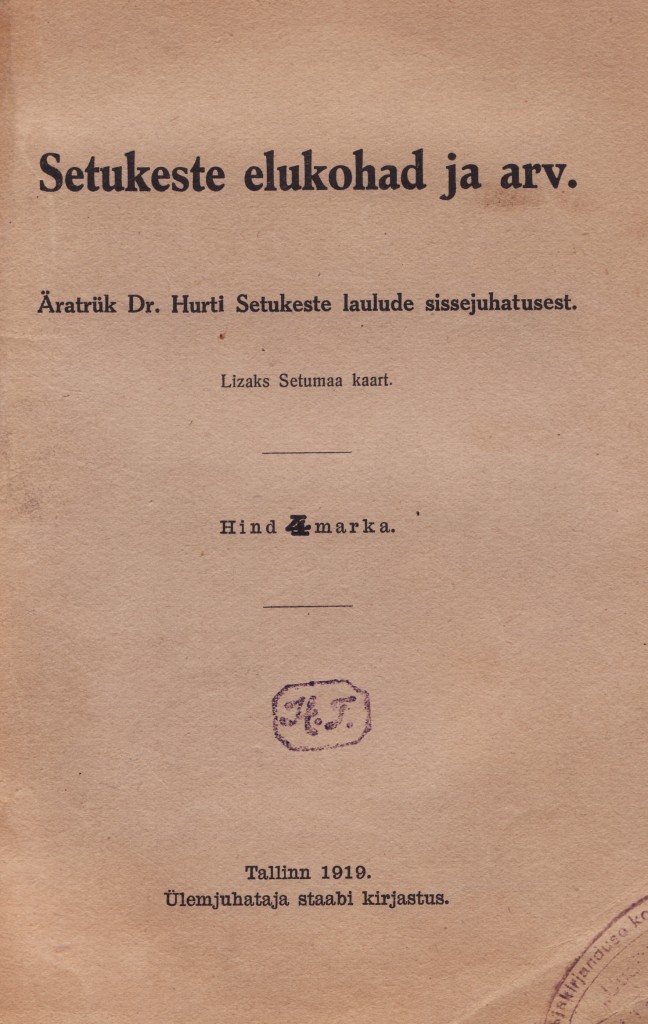 Setukeste elukohad ja arv.
Äratrük Dr. Hurti Setukeste laulude sissejuhatusest.
Lizaks Setumaa kaart.
Hind 4 marka.
K. T.
Tallinn 1919.
Ülemjuhataja staabi kirjastus.